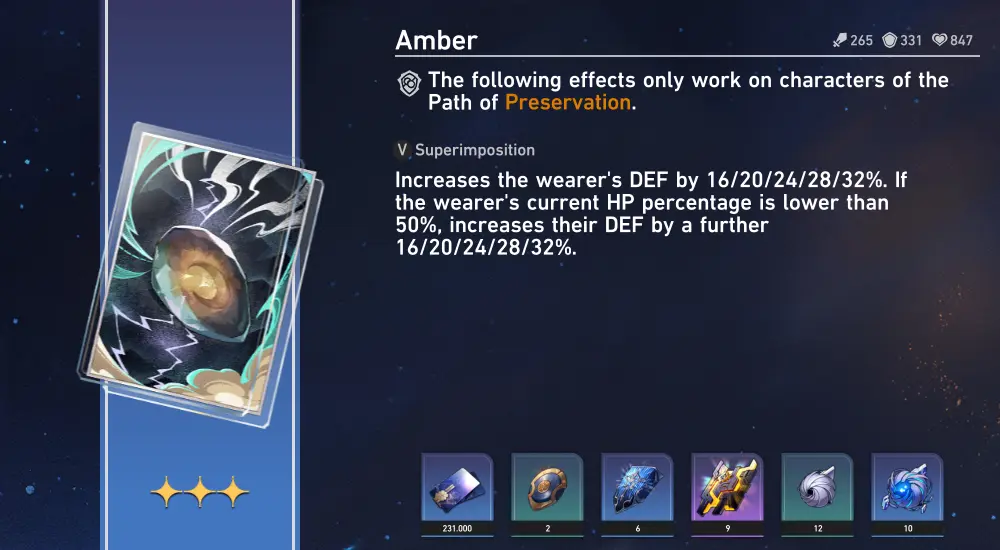 Amber
265 331 847
The following effects only work on characters of the
Path of Preservation.
V Superimposition
Increases the wearer's DEF by 16/20/24/28/32%. If
the wearer's current HP percentage is lower than
50%, increases their DEF by a further
16/20/24/28/32%.
231.000 2 6 9 12 10